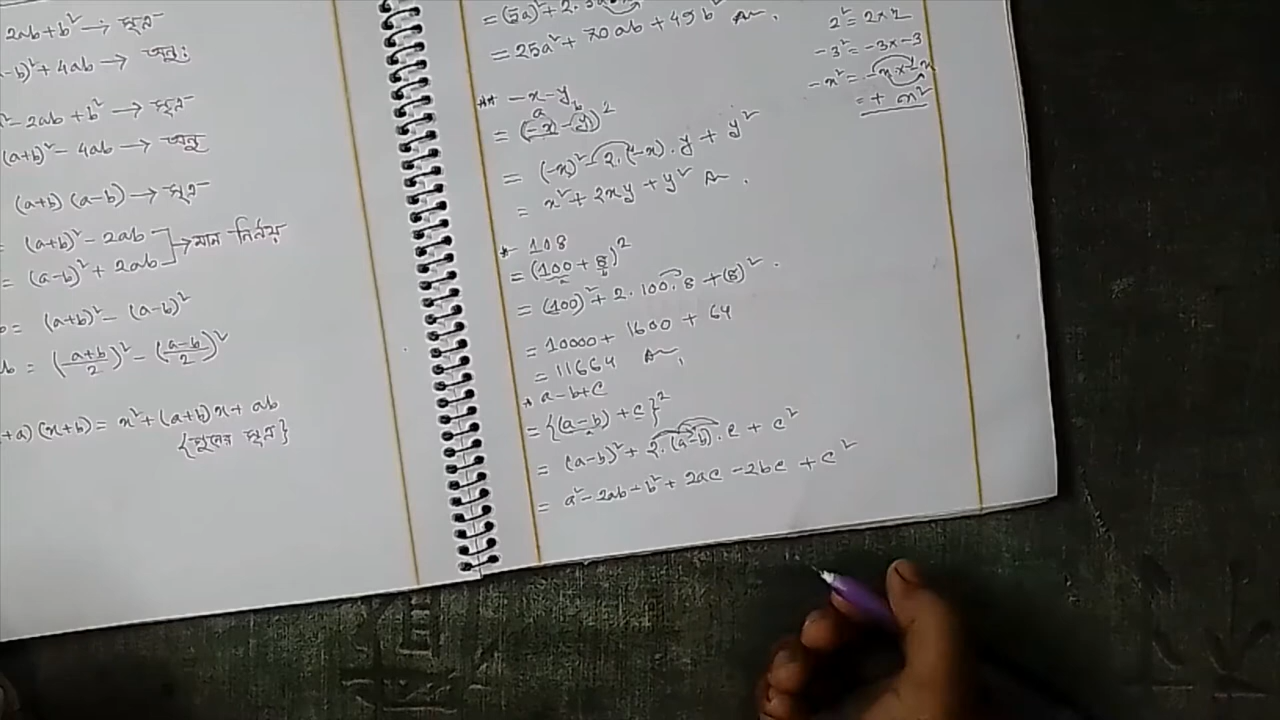 2ab+b² → সূত্র
-b)²+4ab → অনু:
²-2ab+b² → সূত্র
(a+b)²-4ab → অনু
(a+b) (a-b) → সূত্র
= (a+b)²-2ab
= (a-b)²+2ab → মান নির্নয়
= (a+b)² - (a-b)²
b = (a+b/2)² - (a-b/2)²
+a) (x+b) = x²+(a+b)x+ab
{গুনের সূত্র}
= (5a)²+2.5a
= 25a²+70ab+49b² Ans.
2² = 2×2
-3² = -3×-3
-x² = -x×-x
= + x²
** -x-y
a b
= (-x-y)²
= (-x)²-2.(-x).y+y²
= x²+2xy+y² Ans.
* 108
= (100+8)²
a b
= (100)²+2.100.8+(8)².
= 10000+1600+64
= 11664 Ans.
* a-b+c
= {(a-b)+c}²
a
= (a-b)²+2.(a-b).c+c²
= a²-2ab+b²+2ac-2bc+c²